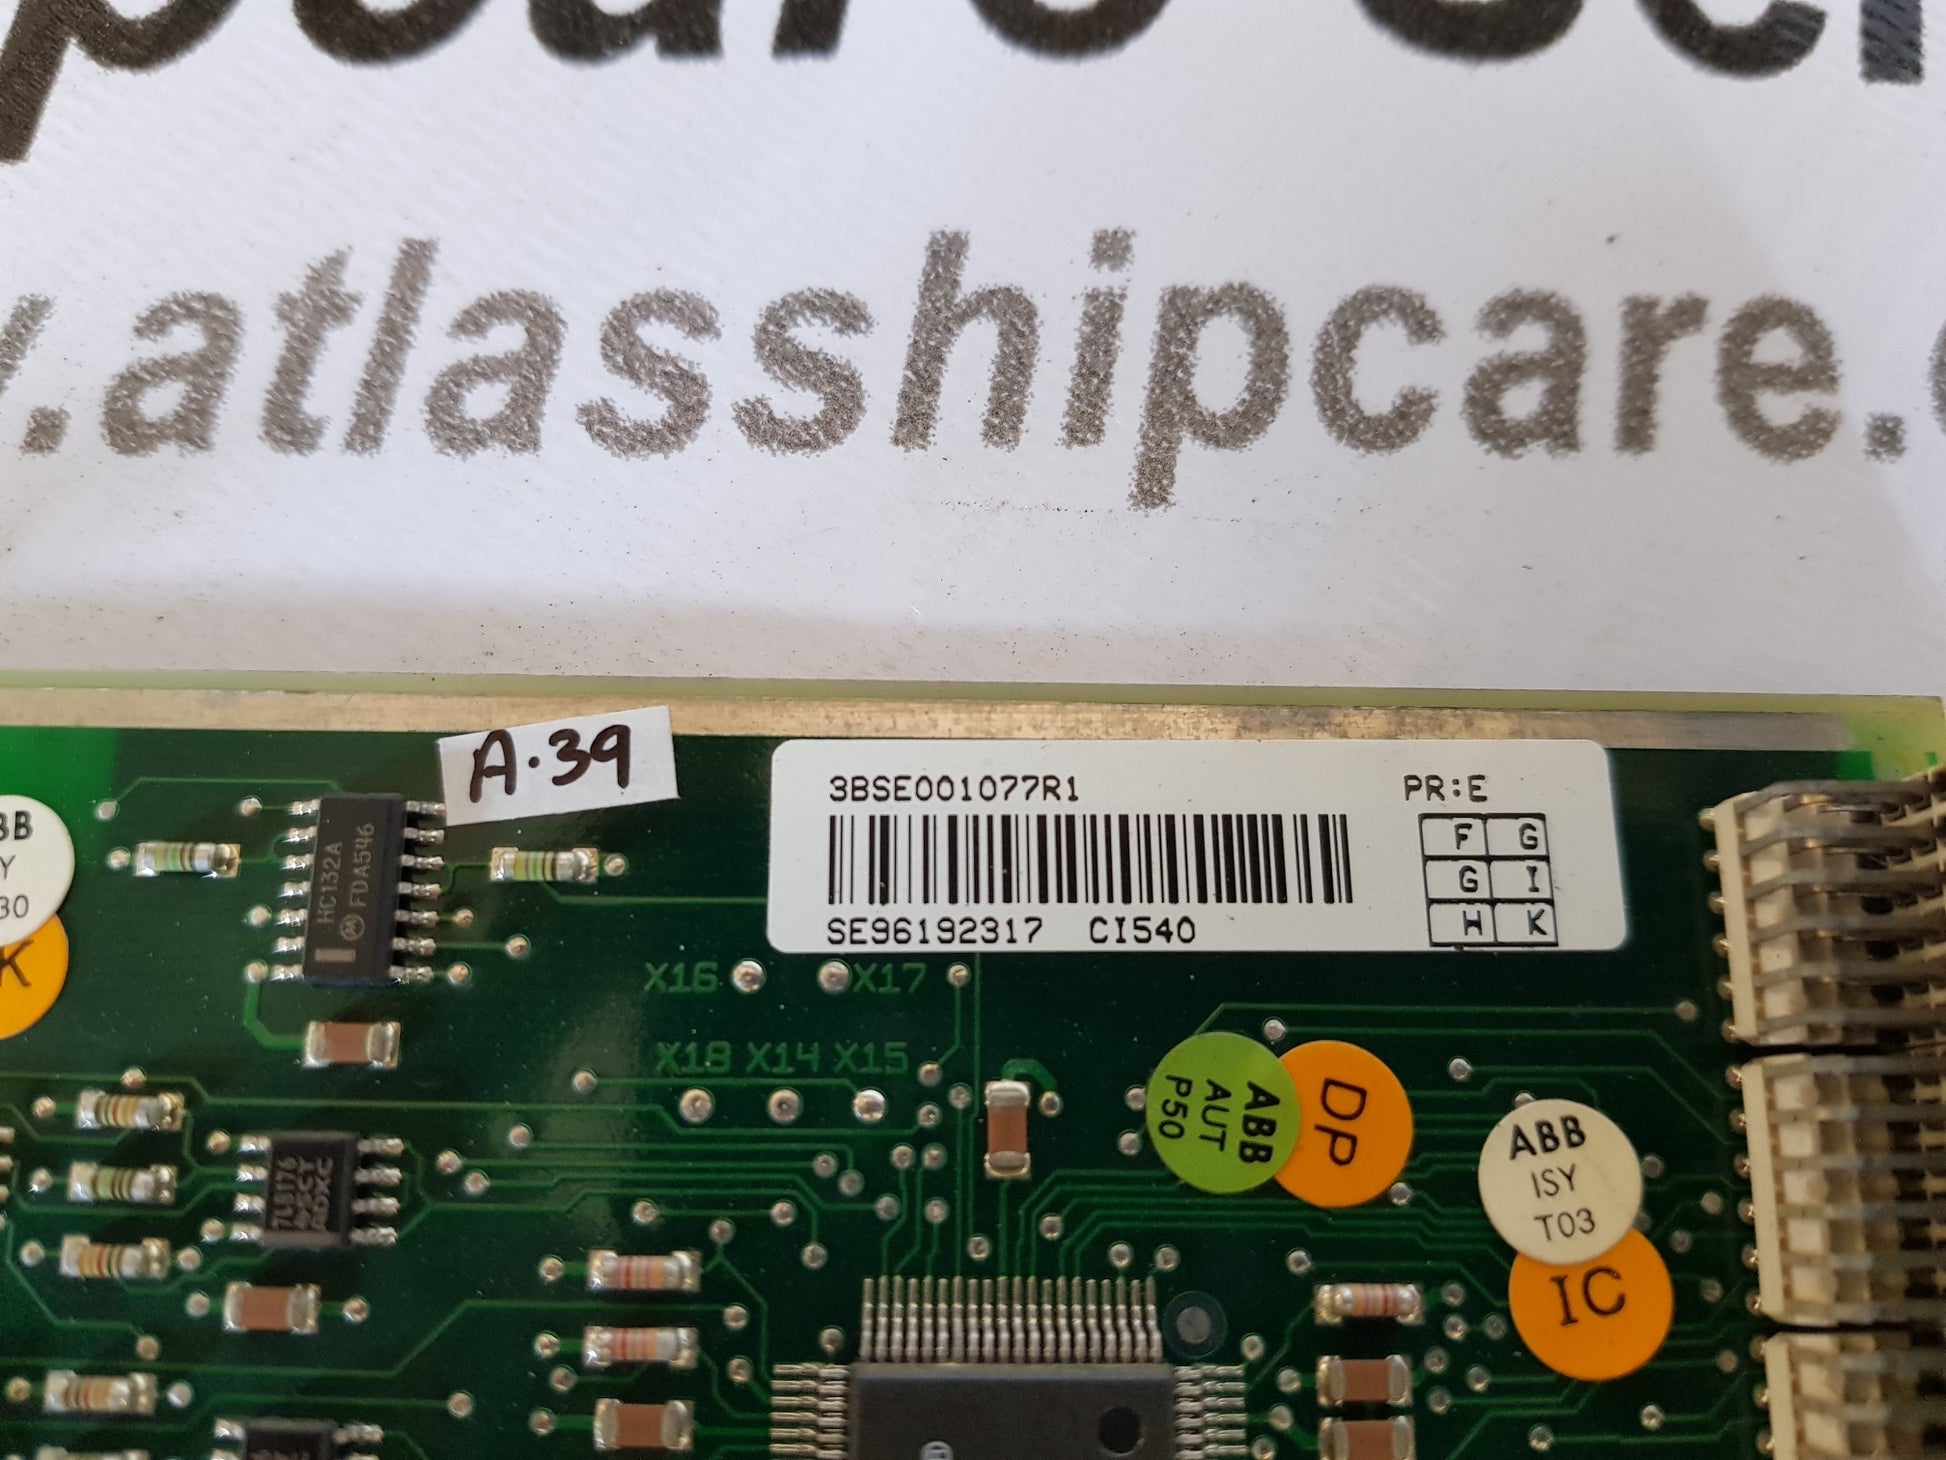 .atlasshipcare.
A.39
3BSE001077R1 PR:E
F G
G I
H K
SE96192317 CI540
HC132A
FDA546
X16 X17
X18 X14 X15
ABB
AUT
P50
DP
ABB
ISY
T03
IC
30
K